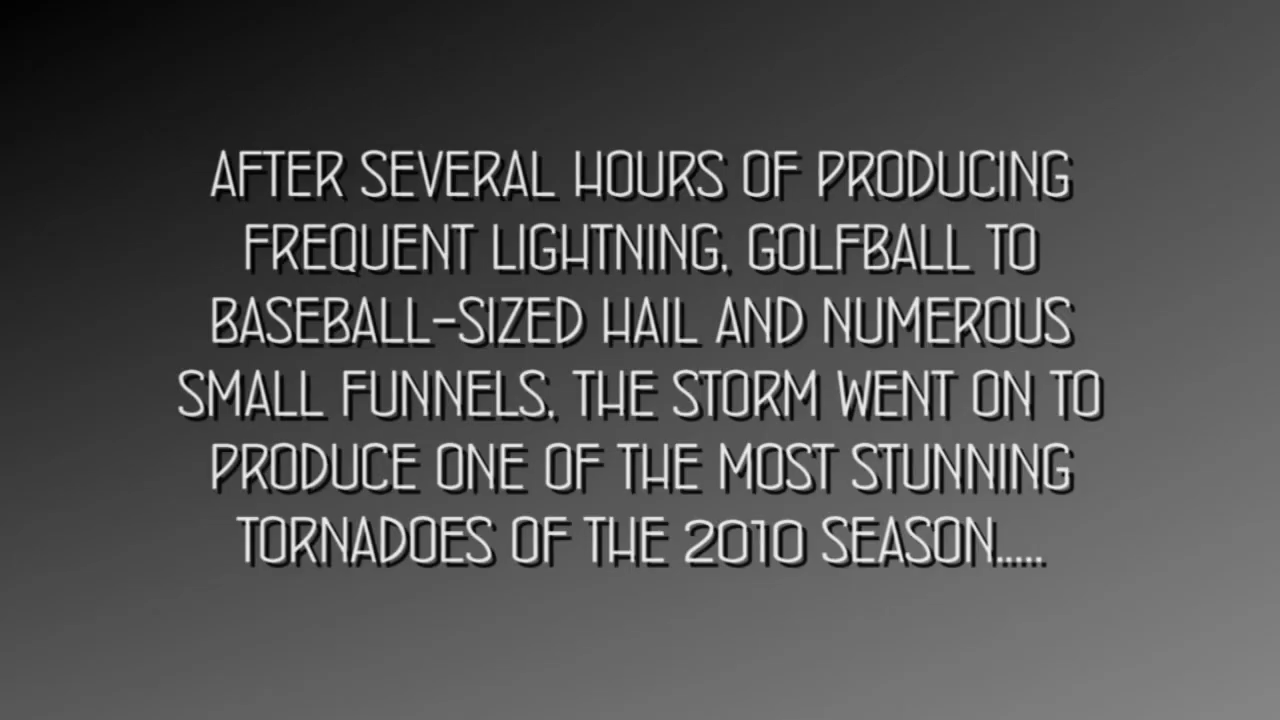 AFTER SEVERAL HOURS OF PRODUCING
FREQUENT LIGHTNING, GOLFBALL TO
BASEBALL-SIZED HAIL AND NUMEROUS
SMALL FUNNELS, THE STORM WENT ON TO
PRODUCE ONE OF THE MOST STUNNING
TORNADOES OF THE 2010 SEASON.....